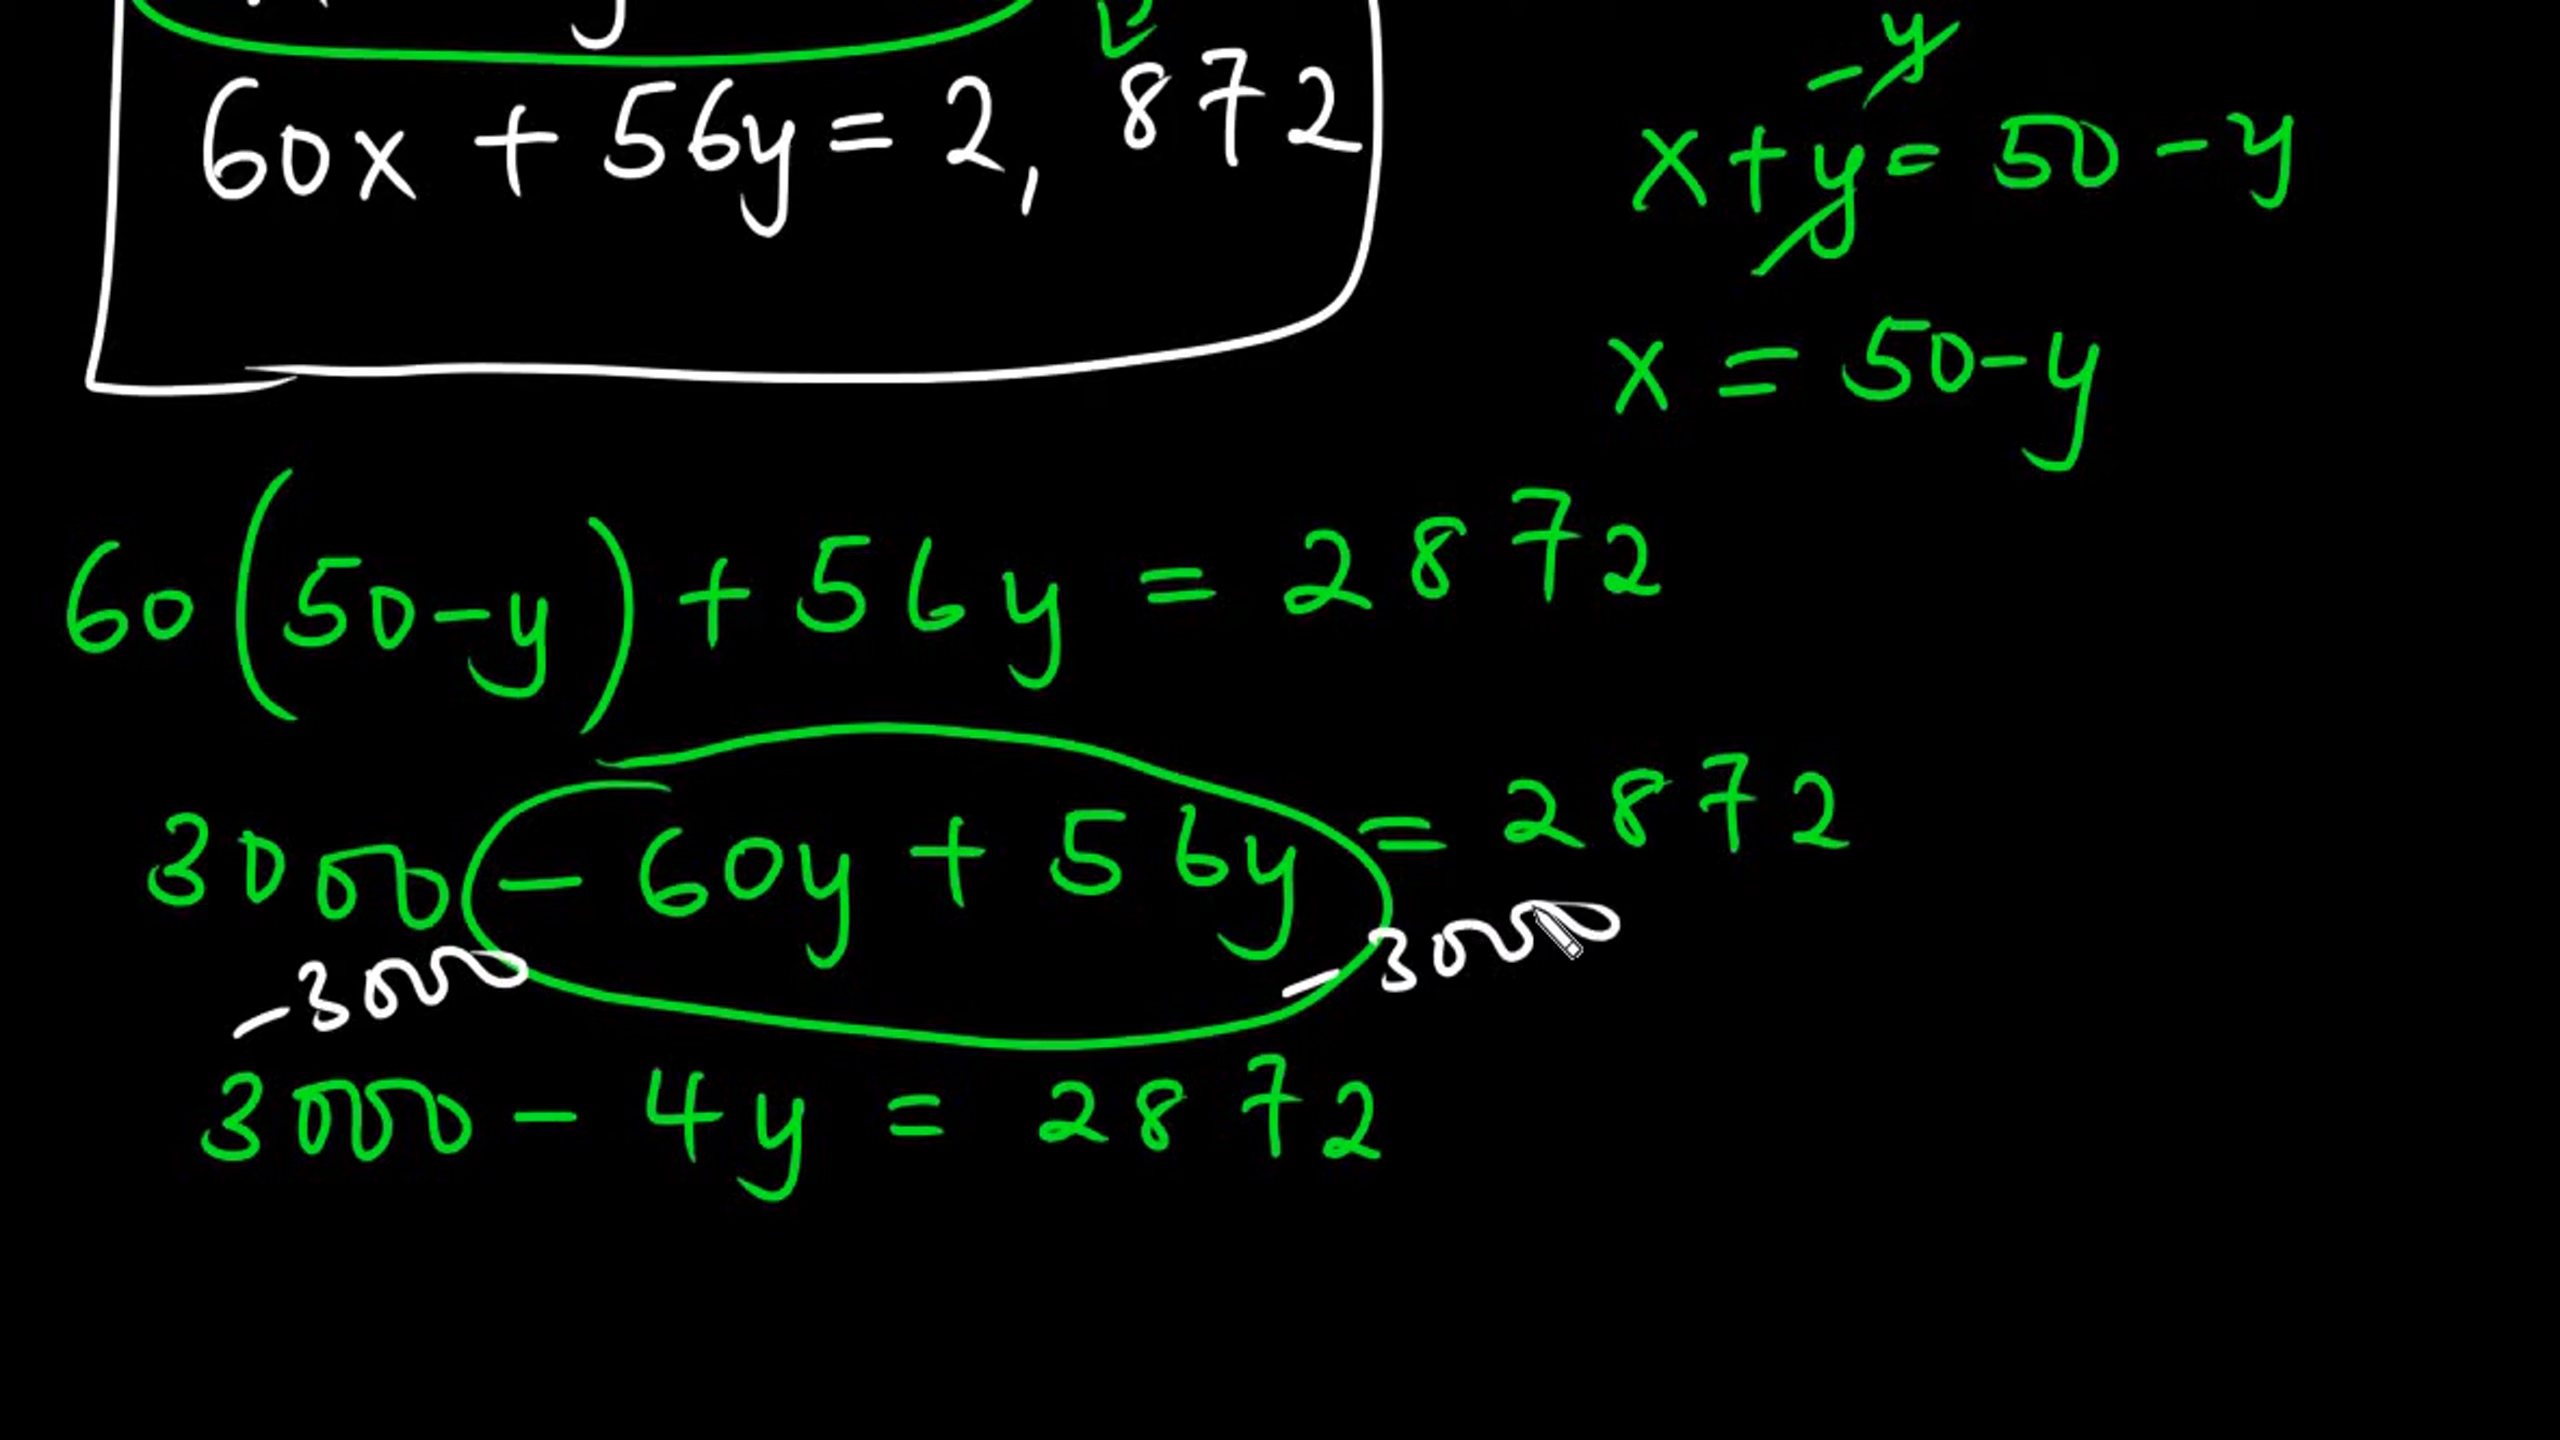 60x + 56y = 2, 872
-y
x + y = 50 - y
x = 50 - y
60(50-y) + 56y = 2872
3000 - 60y + 56y = 2872
-3000 -3000
3000 - 4y = 2872